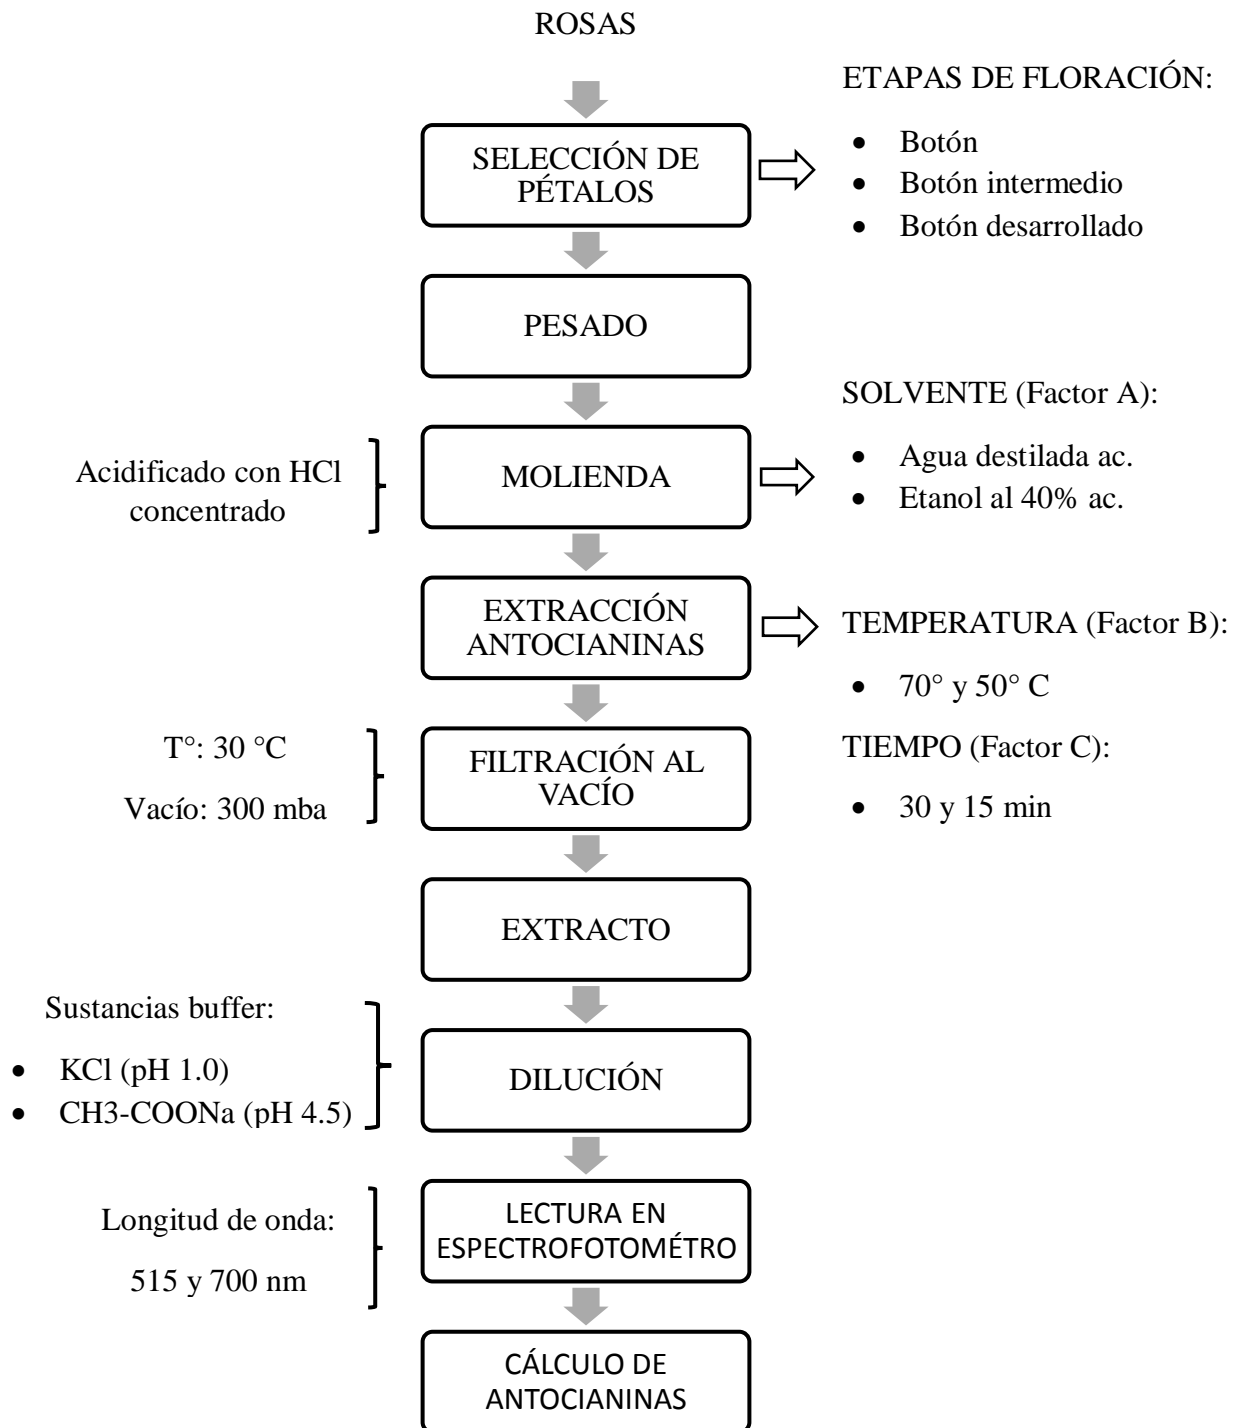 ROSAS
ETAPAS DE FLORACIÓN:
SELECCIÓN DE
PÉTALOS
• Botón
• Botón intermedio
• Botón desarrollado
PESADO
SOLVENTE (Factor A):
Acidificado con HCl
concentrado
MOLIENDA
• Agua destilada ac.
• Etanol al 40% ac.
EXTRACCIÓN
ANTOCIANINAS
TEMPERATURA (Factor B):
• 70° y 50° C
T°: 30 °C
Vacío: 300 mba
FILTRACIÓN AL
VACÍO
TIEMPO (Factor C):
• 30 y 15 min
EXTRACTO
Sustancias buffer:
• KCl (pH 1.0)
• CH3-COONa (pH 4.5)
DILUCIÓN
Longitud de onda:
515 y 700 nm
LECTURA EN
ESPECTROFOTOMÉTRO
CÁLCULO DE
ANTOCIANINAS